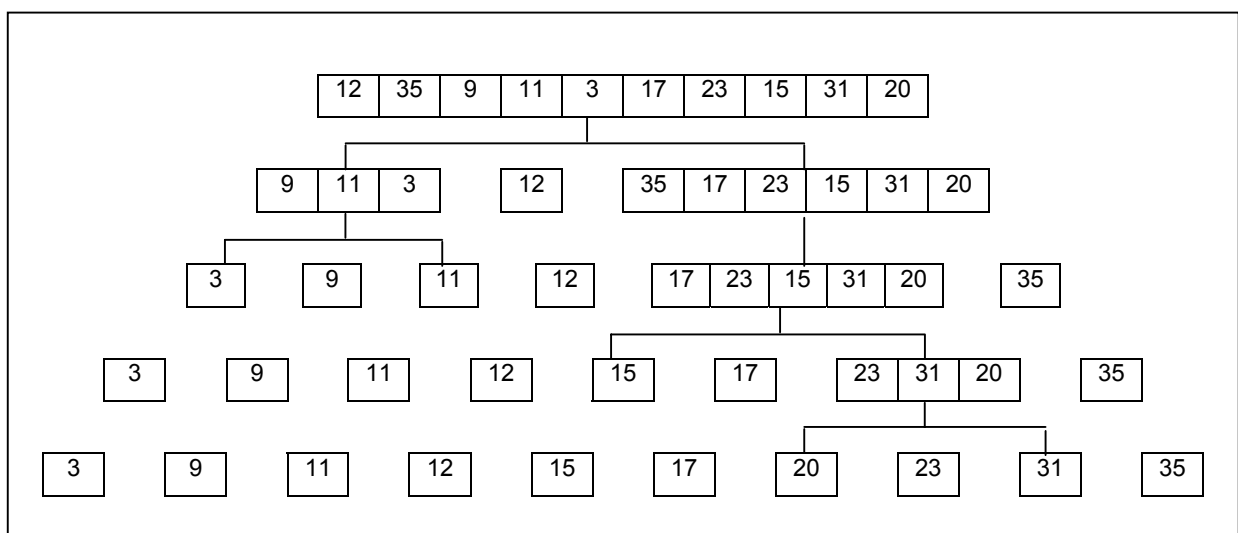 12 35 9 11 3 17 23 15 31 20
9 11 3 12 35 17 23 15 31 20
3 9 11 12 17 23 15 31 20 35
3 9 11 12 15 17 23 31 20 35
3 9 11 12 15 17 20 23 31 35